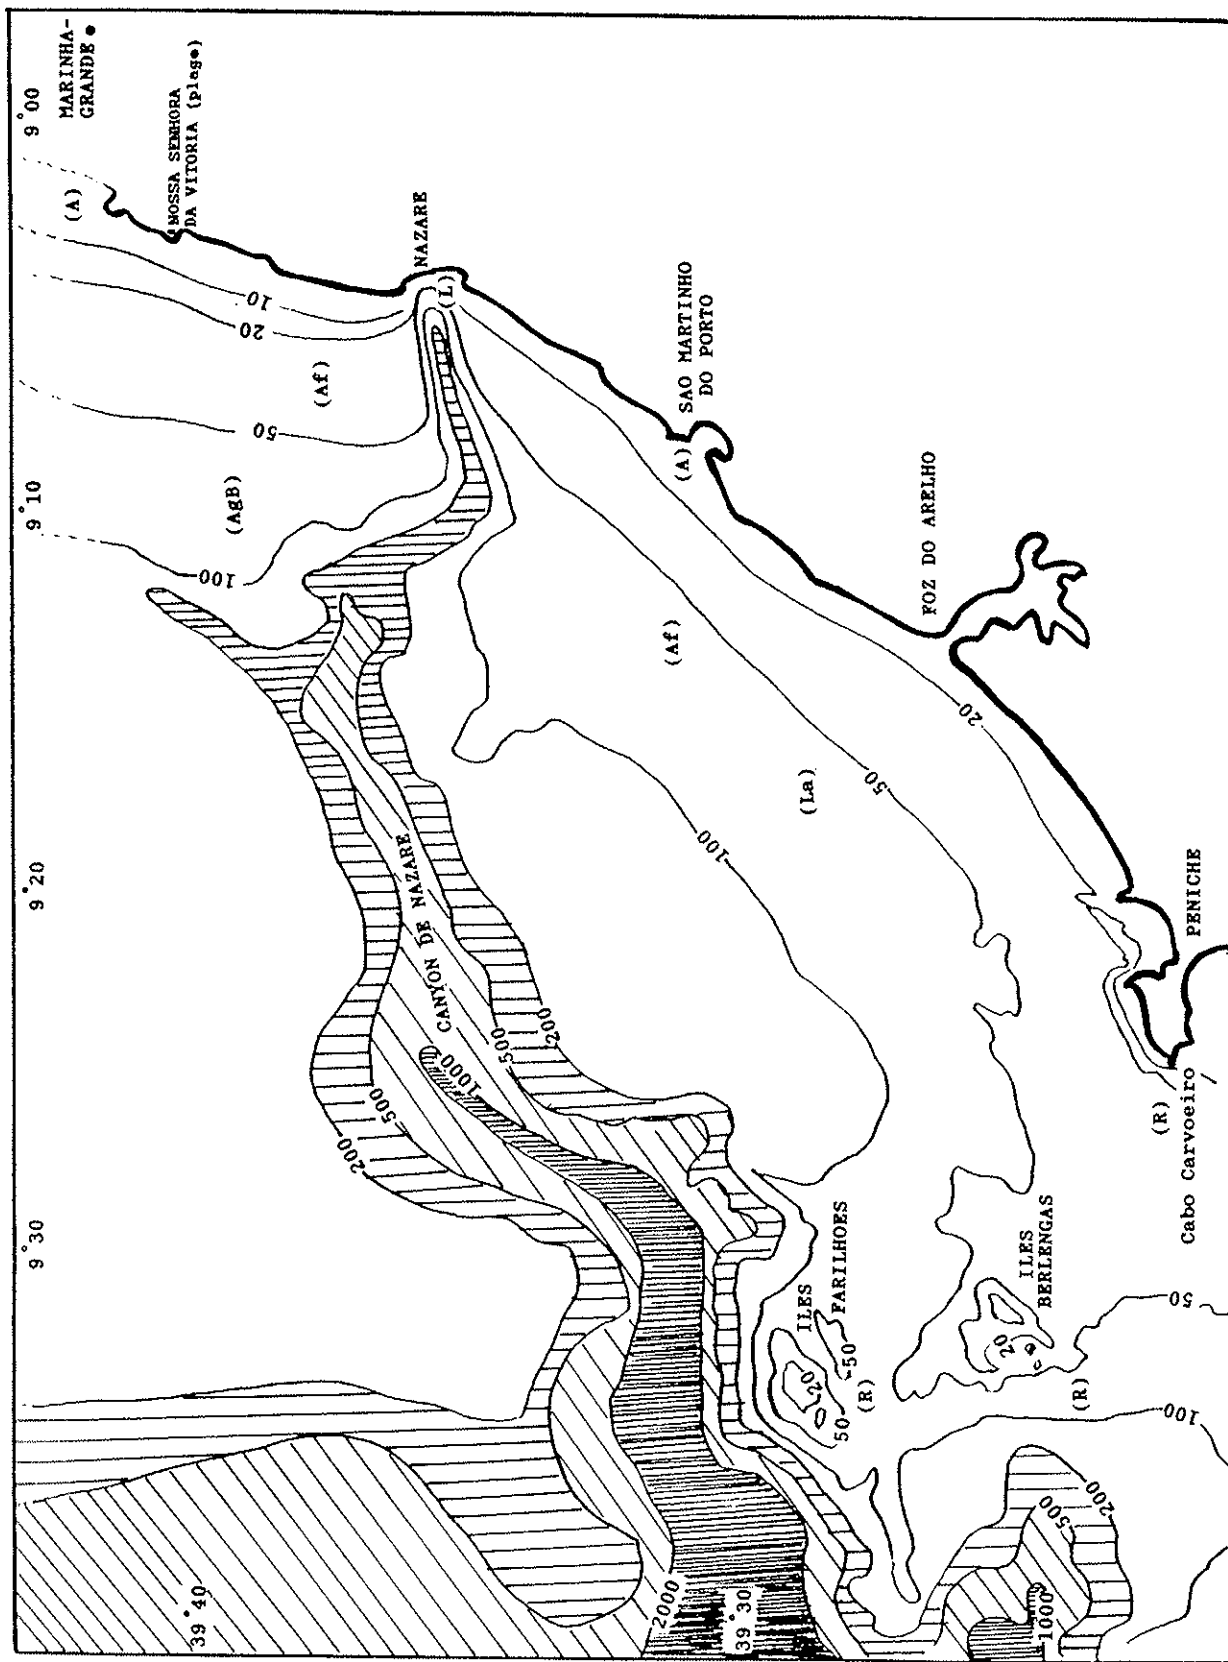 MARINHA-
GRANDE
9°00
(A)
NOSSA SENHORA
DA VITORIA (plage)
10
20
NAZARE
(L)
(Af)
50
9°10
(AgB)
100
SAO MARTINHO
DO PORTO
(A)
(Af)
FOZ DO ARELHO
20
50
(La)
100
9°20
CANYON DE NAZARE
PENICHE
200
500
1000
500
200
(R)
Cabo Carvoeiro
9°30
ILES
FARILHOES
50
20
50
(R)
ILES
BERLENGAS
20
50
(R)
100
200
500
1000
2000
39°40
39°30